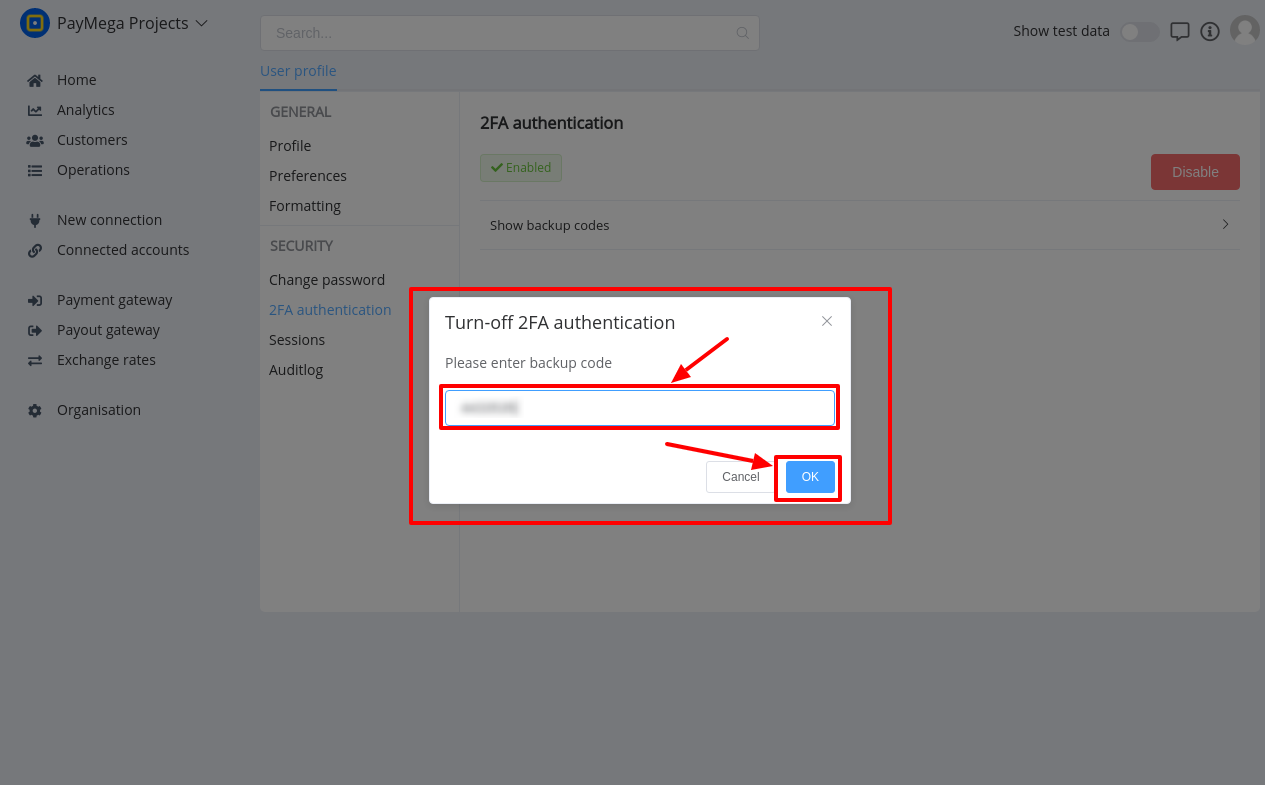 PayMega Projects
Search...
Show test data
Home
Analytics
Customers
Operations
New connection
Connected accounts
Payment gateway
Payout gateway
Exchange rates
Organisation
User profile
GENERAL
Profile
Preferences
Formatting
SECURITY
Change password
2FA authentication
Sessions
Auditlog
2FA authentication
Enabled
Disable
Show backup codes
Turn-off 2FA authentication
Please enter backup code
Cancel
OK